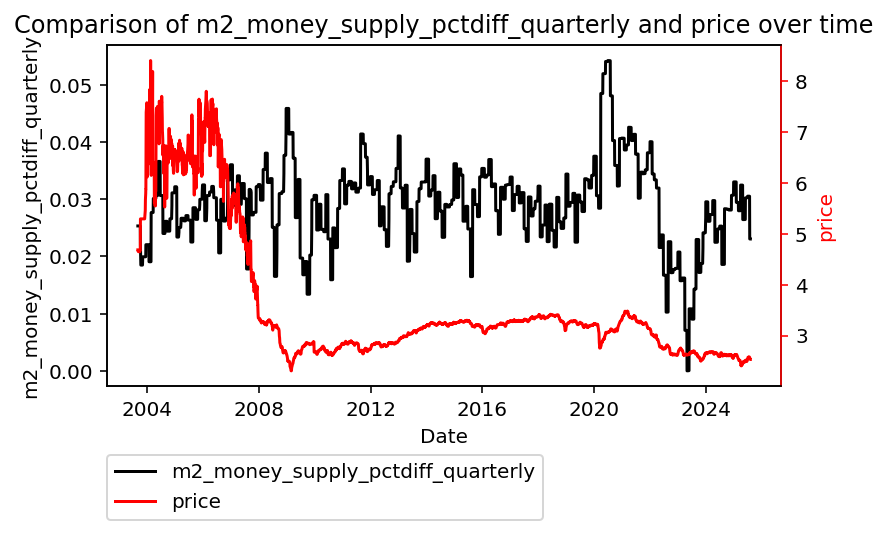 Comparison of m2_money_supply_pctdiff_quarterly and price over time
m2_money_supply_pctdiff_quarterly
0.05
0.04
0.03
0.02
0.01
0.00
8
7
6
5
4
3
price
2004 2008 2012 2016 2020 2024
Date
m2_money_supply_pctdiff_quarterly
price